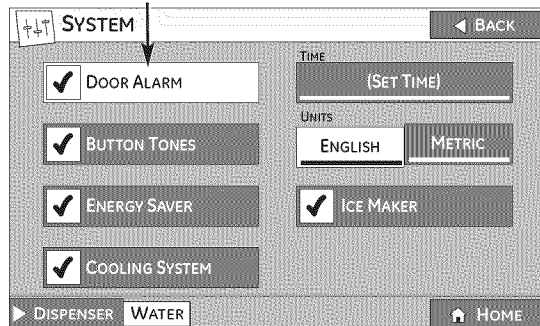 SYSTEM
BACK
DOOR ALARM
BUTTON TONES
ENERGY SAVER
COOLING SYSTEM
TIME
(SET TIME)
UNITS
ENGLISH
METRIC
ICE MAKER
DISPENSER
WATER
HOME